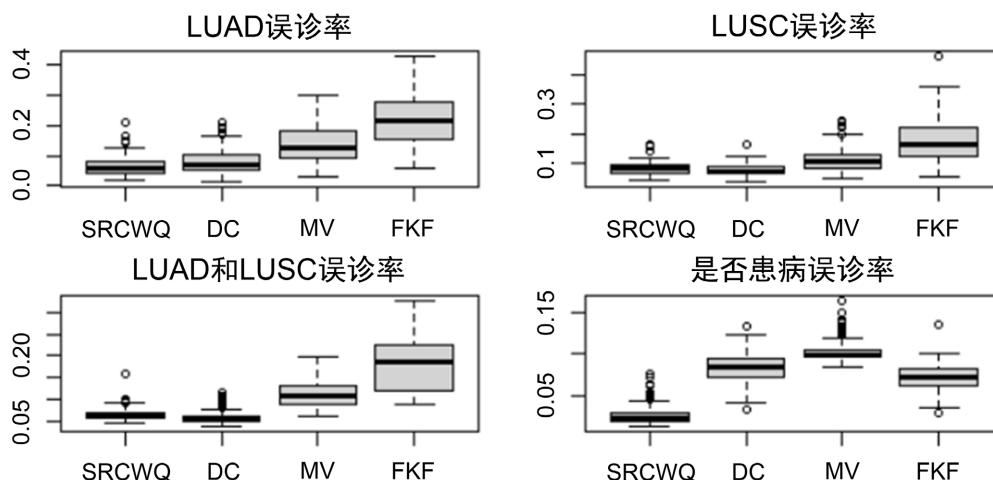 LUAD误诊率
0.4
0.2
0.0
SRCWQ DC MV FKF
LUSC误诊率
0.3
0.1
SRCWQ DC MV FKF
LUAD和LUSC误诊率
0.20
0.05
SRCWQ DC MV FKF
是否患病误诊率
0.15
0.05
SRCWQ DC MV FKF